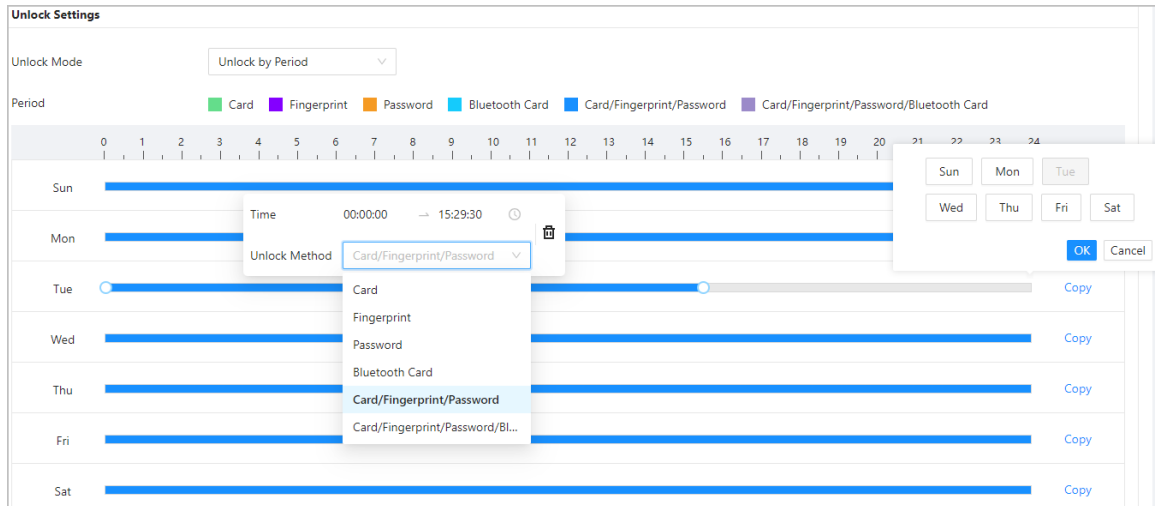 Unlock Settings
Unlock Mode
Unlock by Period
Period
Card Fingerprint Password Bluetooth Card Card/Fingerprint/Password Card/Fingerprint/Password/Bluetooth Card
0 1 2 3 4 5 6 7 8 9 10 11 12 13 14 15 16 17 18 19 20 21 22 23 24
Sun
Mon
Tue
Wed
Thu
Fri
Sat
Time 00:00:00 → 15:29:30
Unlock Method Card/Fingerprint/Password
Card
Fingerprint
Password
Bluetooth Card
Card/Fingerprint/Password
Card/Fingerprint/Password/Bl...
Sun Mon Tue
Wed Thu Fri Sat
OK Cancel
Copy
Copy
Copy
Copy
Copy